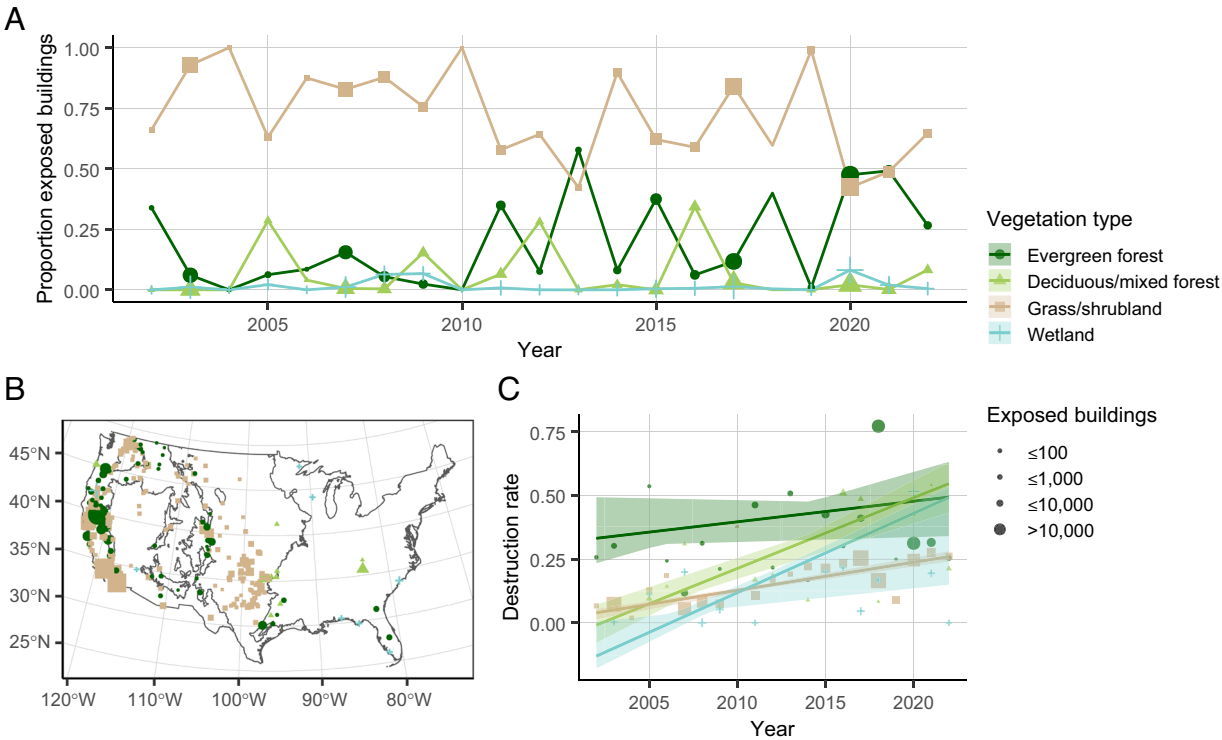 A
Proportion exposed buildings
1.00
0.75
0.50
0.25
0.00
2005
2010
2015
2020
Year
Vegetation type
Evergreen forest
Deciduous/mixed forest
Grass/shrubland
Wetland
B
45°N
40°N
35°N
30°N
25°N
120°W
110°W
100°W
90°W
80°W
C
Destruction rate
0.75
0.50
0.25
0.00
2005
2010
2015
2020
Year
Exposed buildings
≤100
≤1,000
≤10,000
>10,000